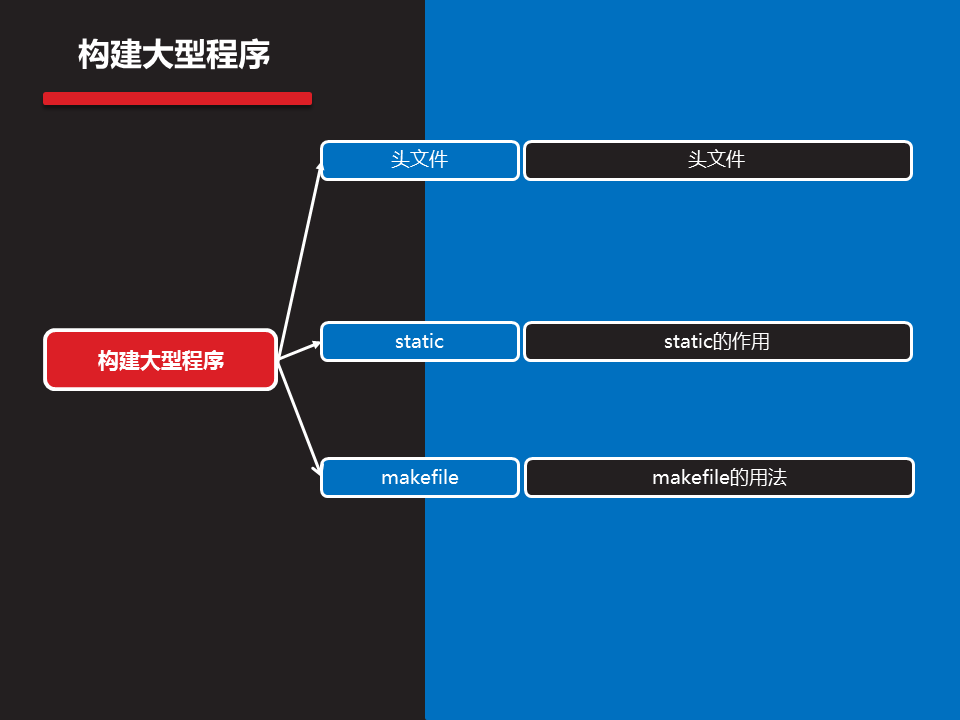 构建大型程序
头文件
头文件
构建大型程序
static
static的作用
makefile
makefile的用法